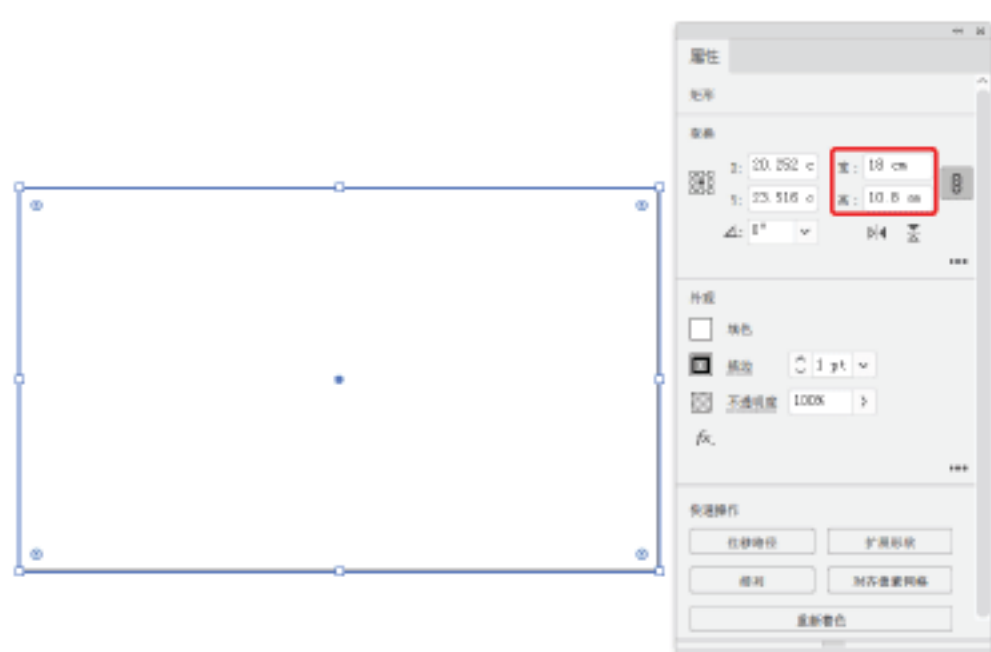 属性
矩形
变换
X: 20.292 c 宽: 18 cm
Y: 23.516 c 高: 10.8 cm
0°
外观
填色
描边 1 pt
不透明度 100%
fx.
快速操作
位移路径 扩展形状
排列 对齐像素网格
重新着色